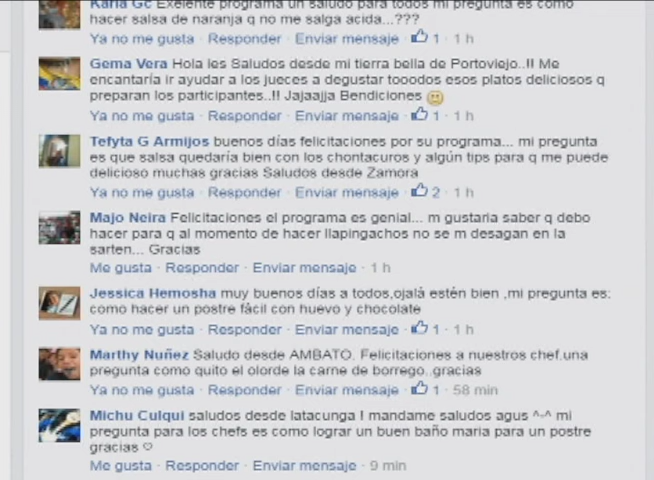 Karla Gc Exelente programa un saludo para todos mi pregunta es como
hacer salsa de naranja q no me salga acida...???
Ya no me gusta · Responder · Enviar mensaje · 1 · 1 h
Gema Vera Hola les Saludos desde mi tierra bella de Portoviejo..!! Me
encantaría ir ayudar a los jueces a degustar tooodos esos platos deliciosos q
preparan los participantes..!! Jajaajja Bendiciones
Ya no me gusta · Responder · Enviar mensaje · 1 · 1 h
Tefyta G Armijos buenos días felicitaciones por su programa... mi pregunta
es que salsa quedaría bien con los chontacuros y algún tips para q me puede
delicioso muchas gracias Saludos desde Zamora
Ya no me gusta · Responder · Enviar mensaje · 2 · 1 h
Majo Neira Felicitaciones el programa es genial... m gustaria saber q debo
hacer para q al momento de hacer llapingachos no se m desagan en la
sarten... Gracias
Me gusta · Responder · Enviar mensaje · 1 h
Jessica Hemosha muy buenos días a todos,ojalá estén bien ,mi pregunta es:
como hacer un postre fácil con huevo y chocolate
Ya no me gusta · Responder · Enviar mensaje · 1 · 1 h
Marthy Nuñez Saludo desde AMBATO. Felicitaciones a nuestros chef.una
pregunta como quito el olorde la carne de borrego..gracias
Ya no me gusta · Responder · Enviar mensaje · 1 · 58 min
Michu Culqui saludos desde latacunga ! mandame saludos agus ^-^ mi
pregunta para los chefs es como lograr un buen baño maria para un postre
gracias ♡
Me gusta · Responder · Enviar mensaje · 9 min